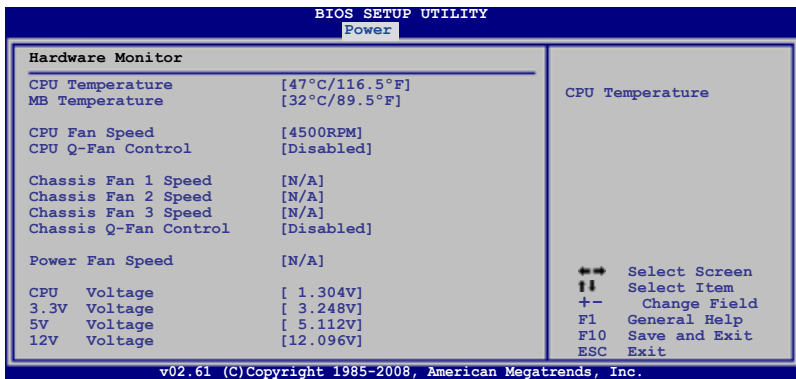 BIOS SETUP UTILITY
Power
Hardware Monitor
CPU Temperature [47°C/116.5°F]
MB Temperature [32°C/89.5°F]
CPU Fan Speed [4500RPM]
CPU Q-Fan Control [Disabled]
Chassis Fan 1 Speed [N/A]
Chassis Fan 2 Speed [N/A]
Chassis Fan 3 Speed [N/A]
Chassis Q-Fan Control [Disabled]
Power Fan Speed [N/A]
CPU Voltage [ 1.304V]
3.3V Voltage [ 3.248V]
5V Voltage [ 5.112V]
12V Voltage [12.096V]
CPU Temperature
←→ Select Screen
↑↓ Select Item
+- Change Field
F1 General Help
F10 Save and Exit
ESC Exit
v02.61 (C)Copyright 1985-2008, American Megatrends, Inc.